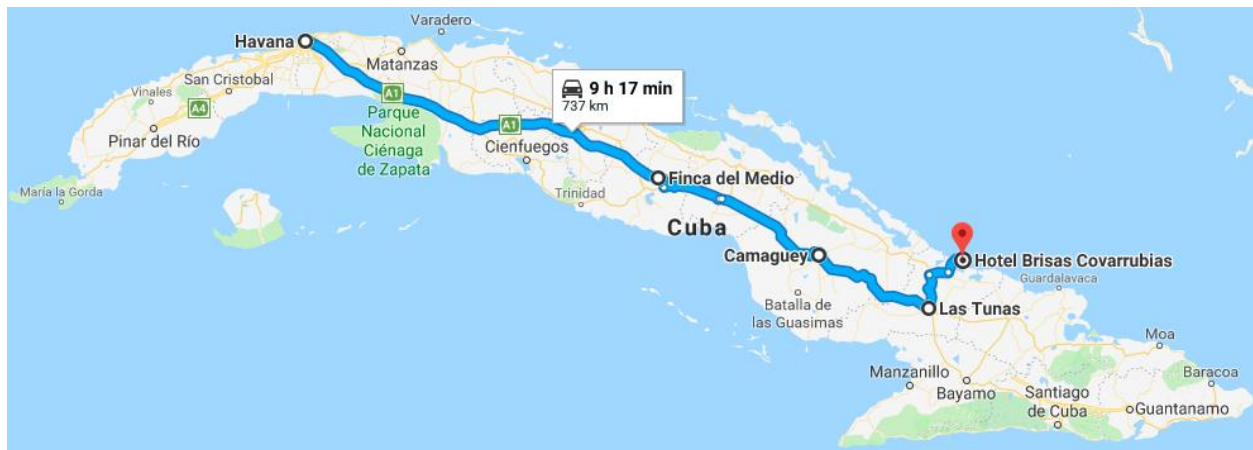 Varadero
Havana
Matanzas
San Cristobal
Vinales
A4
Pinar del Río
María la Gorda
A1
Parque
Nacional
Ciénaga
de Zapata
9 h 17 min
737 km
A1
Cienfuegos
Trinidad
Finca del Medio
Cuba
Camaguey
Batalla de
las Guasimas
Hotel Brisas Covarrubias
Guardalavaca
Las Tunas
Moa
Manzanillo
Bayamo
Baracoa
Santiago
de Cuba
Guantanamo